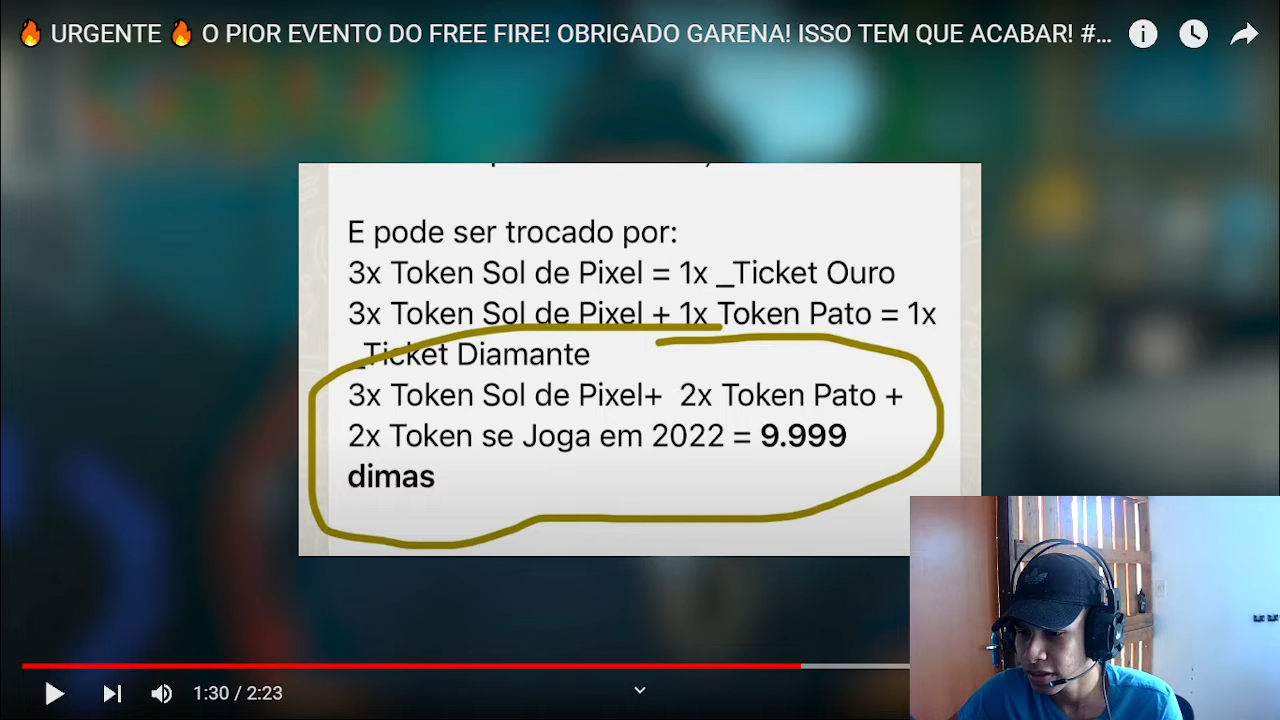 🔥 URGENTE 🔥 O PIOR EVENTO DO FREE FIRE! OBRIGADO GARENA! ISSO TEM QUE ACABAR! #...
E pode ser trocado por:
3x Token Sol de Pixel = 1x _Ticket Ouro
3x Token Sol de Pixel + 1x Token Pato = 1x
_Ticket Diamante
3x Token Sol de Pixel+ 2x Token Pato +
2x Token se Joga em 2022 = 9.999
dimas
1:30 / 2:23